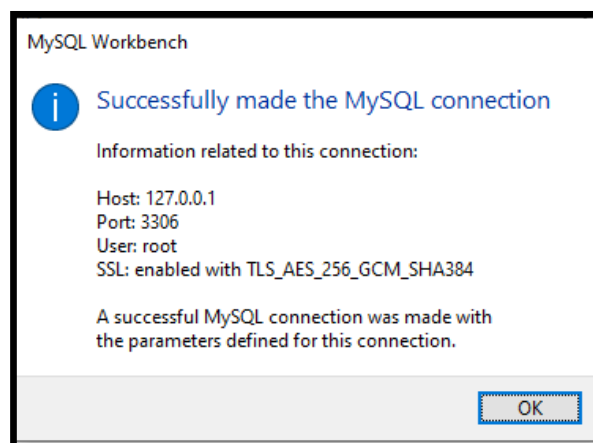 MySQL Workbench
Successfully made the MySQL connection
Information related to this connection:
Host: 127.0.0.1
Port: 3306
User: root
SSL: enabled with TLS_AES_256_GCM_SHA384
A successful MySQL connection was made with
the parameters defined for this connection.
OK